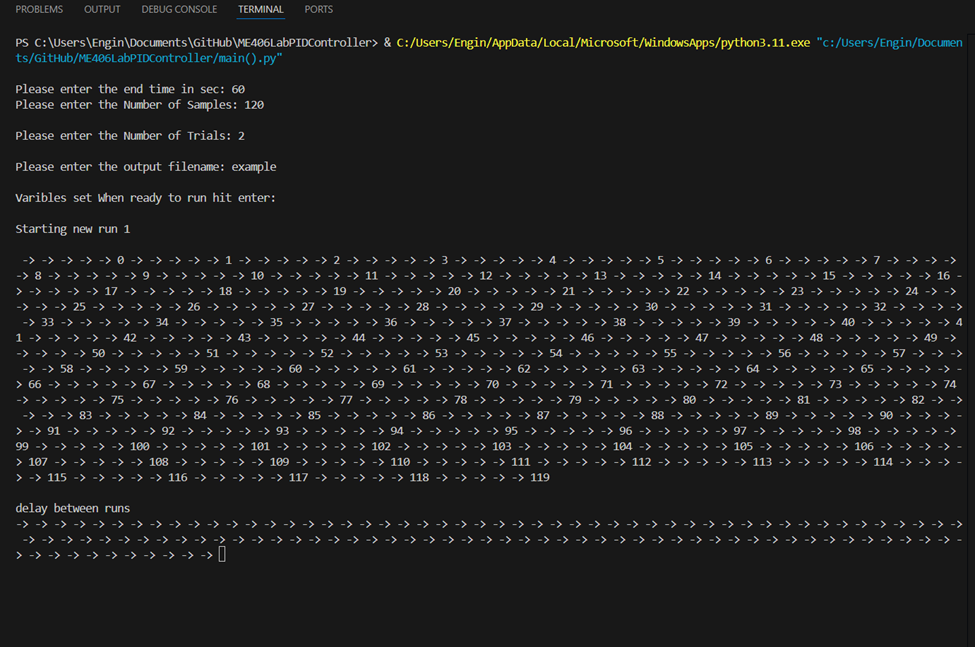 PROBLEMS OUTPUT DEBUG CONSOLE TERMINAL PORTS
PS C:\Users\Engin\Documents\GitHub\ME406LabPIDController> & C:/Users/Engin/AppData/Local/Microsoft/WindowsApps/python3.11.exe "c:/Users/Engin/Documen
ts/GitHub/ME406LabPIDController/main().py"
Please enter the end time in sec: 60
Please enter the Number of Samples: 120
Please enter the Number of Trials: 2
Please enter the output filename: example
Varibles set When ready to run hit enter:
Starting new run 1
-> -> -> -> -> 0 -> -> -> -> -> 1 -> -> -> -> -> 2 -> -> -> -> -> 3 -> -> -> -> -> 4 -> -> -> -> -> 5 -> -> -> -> -> 6 -> -> -> -> -> 7 -> -> -> ->
-> 8 -> -> -> -> -> 9 -> -> -> -> -> 10 -> -> -> -> -> 11 -> -> -> -> -> 12 -> -> -> -> -> 13 -> -> -> -> -> 14 -> -> -> -> -> 15 -> -> -> -> -> 16 -
> -> -> -> -> 17 -> -> -> -> -> 18 -> -> -> -> -> 19 -> -> -> -> -> 20 -> -> -> -> -> 21 -> -> -> -> -> 22 -> -> -> -> -> 23 -> -> -> -> -> 24 -> ->
-> -> -> 25 -> -> -> -> -> 26 -> -> -> -> -> 27 -> -> -> -> -> 28 -> -> -> -> -> 29 -> -> -> -> -> 30 -> -> -> -> -> 31 -> -> -> -> -> 32 -> -> -> ->
-> 33 -> -> -> -> -> 34 -> -> -> -> -> 35 -> -> -> -> -> 36 -> -> -> -> -> 37 -> -> -> -> -> 38 -> -> -> -> -> 39 -> -> -> -> -> 40 -> -> -> -> -> 4
1 -> -> -> -> -> 42 -> -> -> -> -> 43 -> -> -> -> -> 44 -> -> -> -> -> 45 -> -> -> -> -> 46 -> -> -> -> -> 47 -> -> -> -> -> 48 -> -> -> -> -> 49 ->
-> -> -> -> 50 -> -> -> -> -> 51 -> -> -> -> -> 52 -> -> -> -> -> 53 -> -> -> -> -> 54 -> -> -> -> -> 55 -> -> -> -> -> 56 -> -> -> -> -> 57 -> -> ->
-> -> 58 -> -> -> -> -> 59 -> -> -> -> -> 60 -> -> -> -> -> 61 -> -> -> -> -> 62 -> -> -> -> -> 63 -> -> -> -> -> 64 -> -> -> -> -> 65 -> -> -> -> -
> 66 -> -> -> -> -> 67 -> -> -> -> -> 68 -> -> -> -> -> 69 -> -> -> -> -> 70 -> -> -> -> -> 71 -> -> -> -> -> 72 -> -> -> -> -> 73 -> -> -> -> -> 74
-> -> -> -> -> 75 -> -> -> -> -> 76 -> -> -> -> -> 77 -> -> -> -> -> 78 -> -> -> -> -> 79 -> -> -> -> -> 80 -> -> -> -> -> 81 -> -> -> -> -> 82 -> ->
-> -> -> 83 -> -> -> -> -> 84 -> -> -> -> -> 85 -> -> -> -> -> 86 -> -> -> -> -> 87 -> -> -> -> -> 88 -> -> -> -> -> 89 -> -> -> -> -> 90 -> -> -> -
> -> 91 -> -> -> -> -> 92 -> -> -> -> -> 93 -> -> -> -> -> 94 -> -> -> -> -> 95 -> -> -> -> -> 96 -> -> -> -> -> 97 -> -> -> -> -> 98 -> -> -> -> ->
99 -> -> -> -> -> 100 -> -> -> -> -> 101 -> -> -> -> -> 102 -> -> -> -> -> 103 -> -> -> -> -> 104 -> -> -> -> -> 105 -> -> -> -> -> 106 -> -> -> -> -
> 107 -> -> -> -> -> 108 -> -> -> -> -> 109 -> -> -> -> -> 110 -> -> -> -> -> 111 -> -> -> -> -> 112 -> -> -> -> -> 113 -> -> -> -> -> 114 -> -> -> -
> -> 115 -> -> -> -> -> 116 -> -> -> -> -> 117 -> -> -> -> -> 118 -> -> -> -> -> 119
delay between runs
-> -> -> -> -> -> -> -> -> -> -> -> -> -> -> -> -> -> -> -> -> -> -> -> -> -> -> -> -> -> -> -> -> -> -> -> -> -> -> -> -> -> -> -> -> -> -> -> -> ->
-> -> -> -> -> -> -> -> -> -> -> -> -> -> -> -> -> -> -> -> -> -> -> -> -> -> -> -> -> -> -> -> -> -> -> -> -> -> -> -> -> -> -> -> -> -> -> -> -> -
> -> -> -> -> -> -> -> -> -> ->